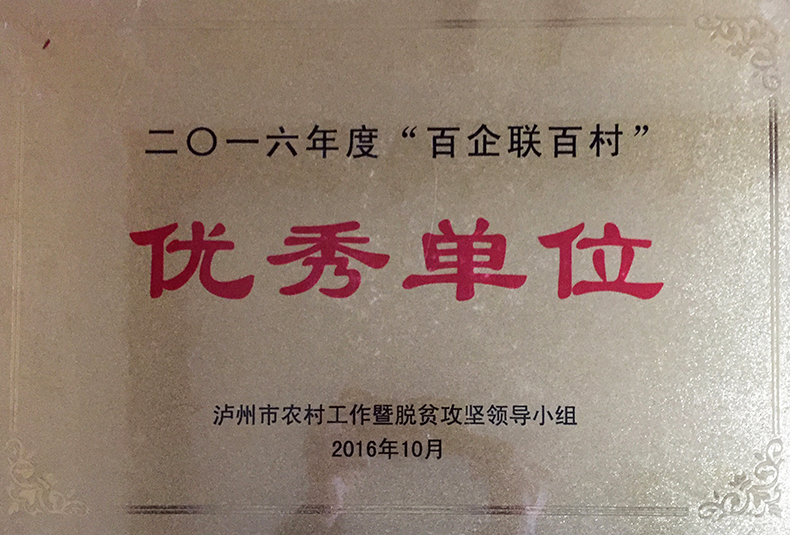 二〇一六年度“百企联百村”
优秀单位
泸州市农村工作暨脱贫攻坚领导小组
2016年10月